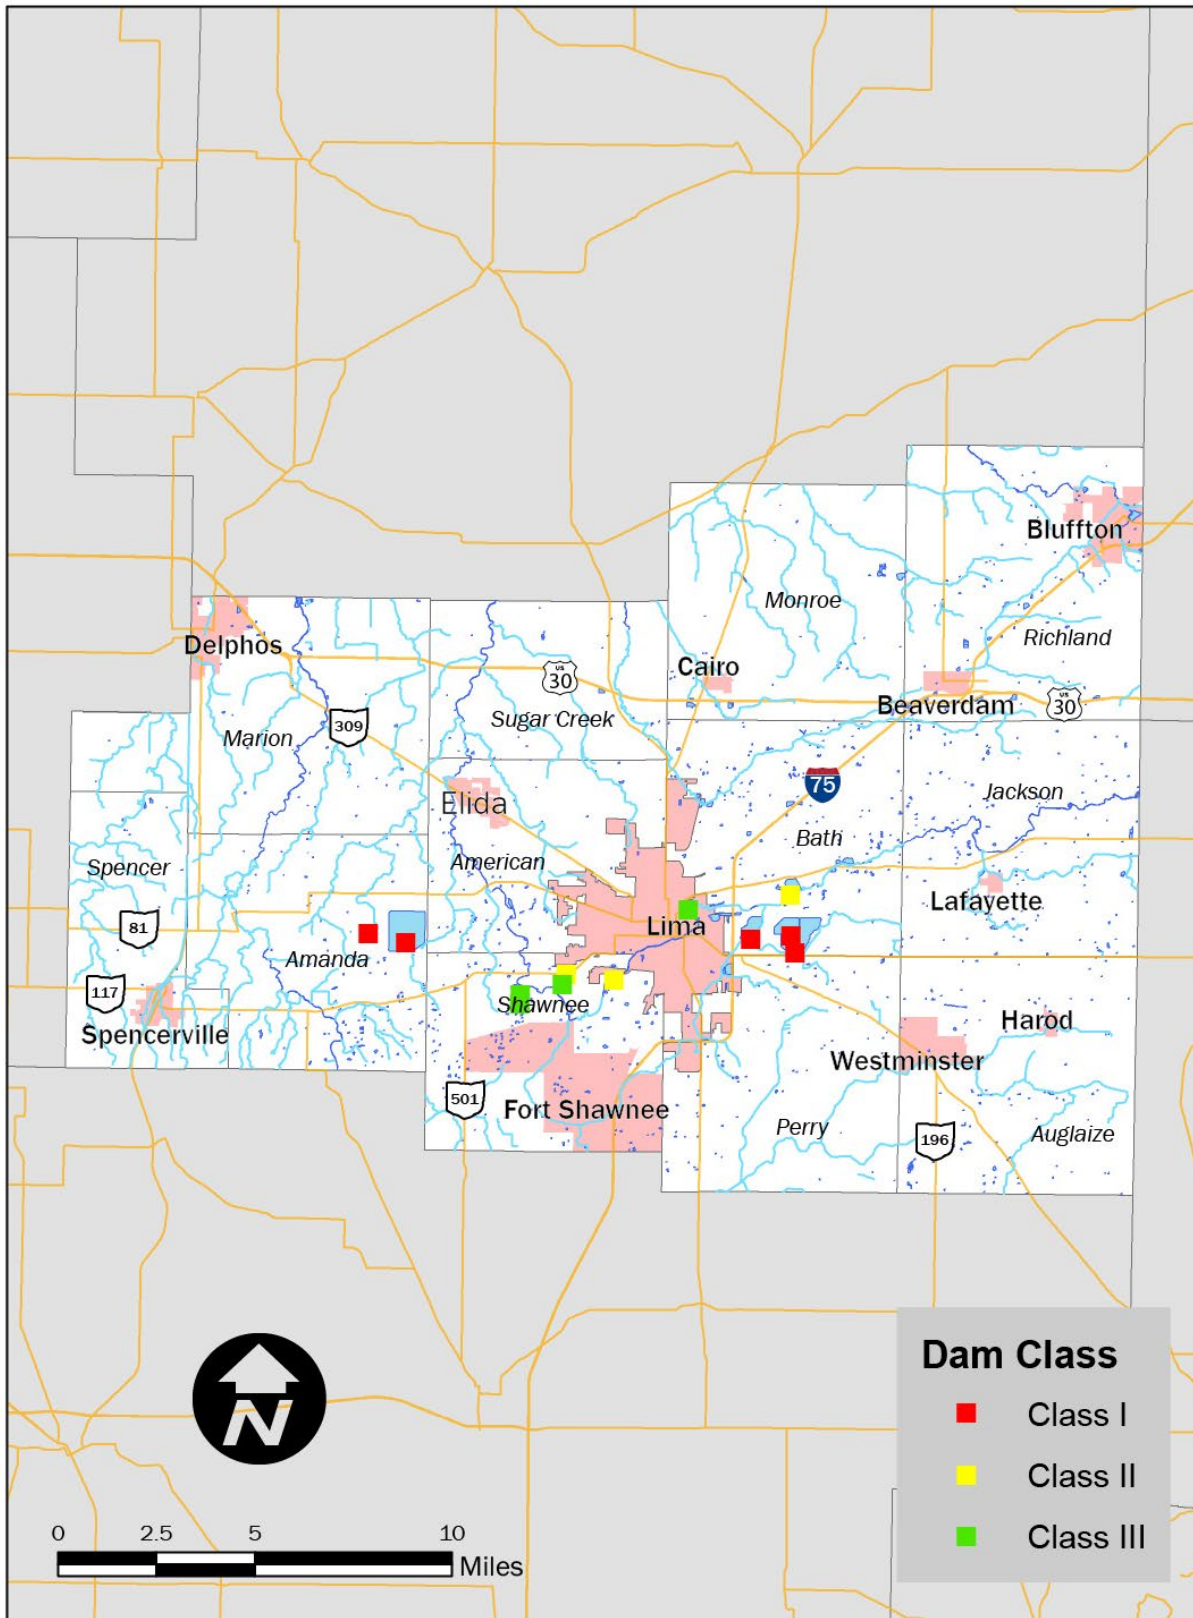 Bluffton
Monroe
Richland
Delphos
Cairo
US
30
Beaverdam
US
30
Sugar Creek
309
Marion
75
Jackson
Elida
Bath
American
Spencer
Lafayette
Lima
81
Amanda
117
Shawnee
Harod
Spencerville
Westminster
501
Fort Shawnee
Perry
196
Auglaize
Dam Class
Class I
Class II
Class III
N
0 2.5 5 10
Miles